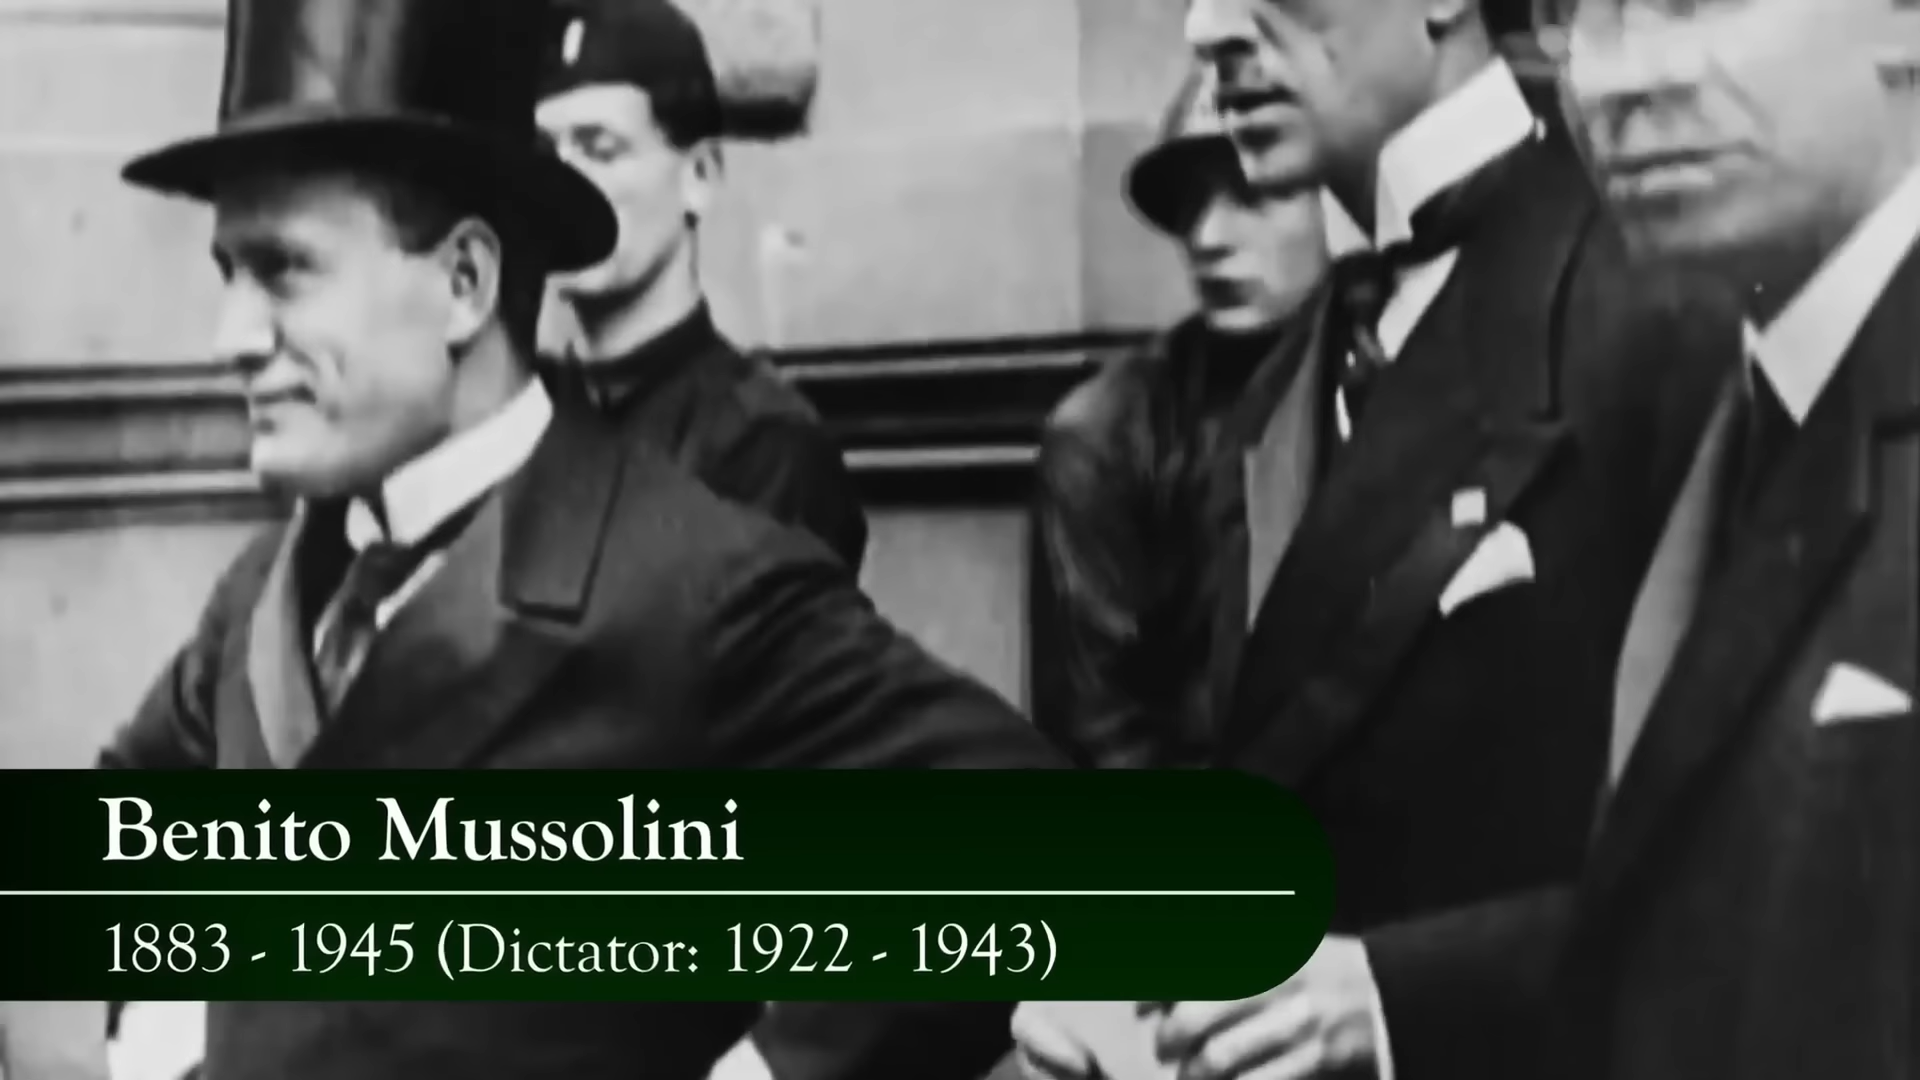 Benito Mussolini
1883 - 1945 (Dictator: 1922 - 1943)